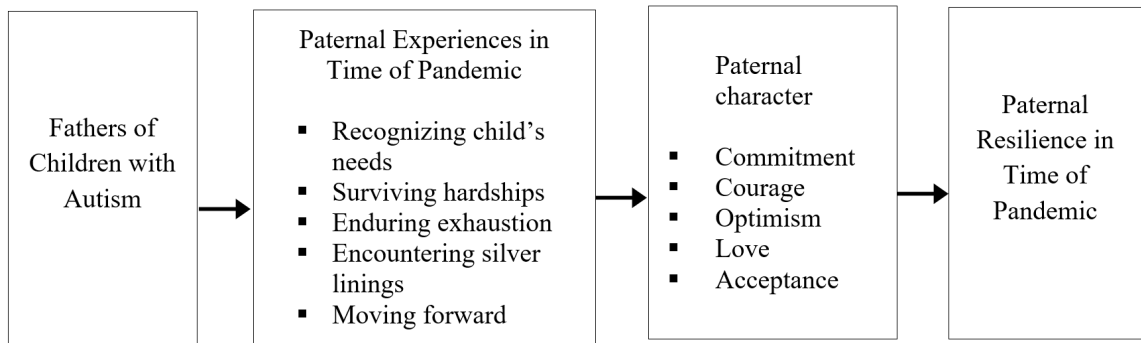 Fathers of
Children with
Autism
Paternal Experiences in
Time of Pandemic
▪ Recognizing child’s
needs
▪ Surviving hardships
▪ Enduring exhaustion
▪ Encountering silver
linings
▪ Moving forward
Paternal
character
▪ Commitment
▪ Courage
▪ Optimism
▪ Love
▪ Acceptance
Paternal
Resilience in
Time of
Pandemic